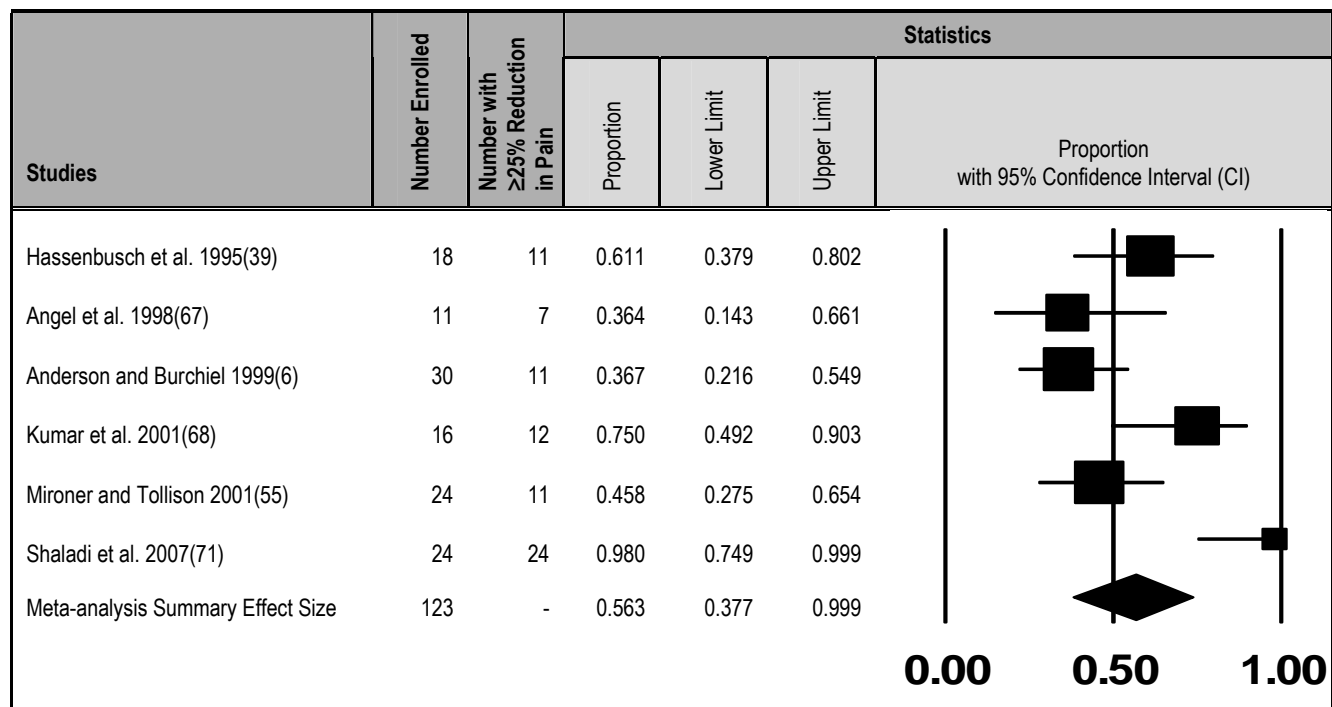 Statistics
Studies
Number Enrolled
Number with
≥25% Reduction
in Pain
Proportion
Lower Limit
Upper Limit
Proportion
with 95% Confidence Interval (CI)
Hassenbusch et al. 1995(39) 18 11 0.611 0.379 0.802
Angel et al. 1998(67) 11 7 0.364 0.143 0.661
Anderson and Burchiel 1999(6) 30 11 0.367 0.216 0.549
Kumar et al. 2001(68) 16 12 0.750 0.492 0.903
Mironer and Tollison 2001(55) 24 11 0.458 0.275 0.654
Shaladi et al. 2007(71) 24 24 0.980 0.749 0.999
Meta-analysis Summary Effect Size 123 - 0.563 0.377 0.999
0.00 0.50 1.00